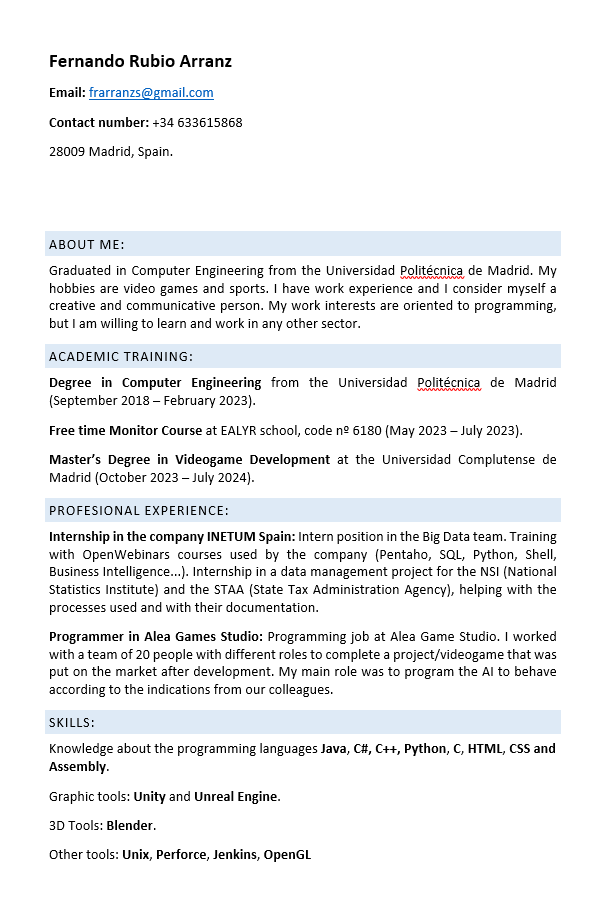 Fernando Rubio Arranz
Email: frarranzs@gmail.com
Contact number: +34 633615868
28009 Madrid, Spain.
ABOUT ME:
Graduated in Computer Engineering from the Universidad Politécnica de Madrid. My
hobbies are video games and sports. I have work experience and I consider myself a
creative and communicative person. My work interests are oriented to programming,
but I am willing to learn and work in any other sector.
ACADEMIC TRAINING:
Degree in Computer Engineering from the Universidad Politécnica de Madrid
(September 2018 – February 2023).
Free time Monitor Course at EALYR school, code nº 6180 (May 2023 – July 2023).
Master’s Degree in Videogame Development at the Universidad Complutense de
Madrid (October 2023 – July 2024).
PROFESIONAL EXPERIENCE:
Internship in the company INETUM Spain: Intern position in the Big Data team. Training
with OpenWebinars courses used by the company (Pentaho, SQL, Python, Shell,
Business Intelligence...). Internship in a data management project for the NSI (National
Statistics Institute) and the STAA (State Tax Administration Agency), helping with the
processes used and with their documentation.
Programmer in Alea Games Studio: Programming job at Alea Game Studio. I worked
with a team of 20 people with different roles to complete a project/videogame that was
put on the market after development. My main role was to program the AI to behave
according to the indications from our colleagues.
SKILLS:
Knowledge about the programming languages Java, C#, C++, Python, C, HTML, CSS and
Assembly.
Graphic tools: Unity and Unreal Engine.
3D Tools: Blender.
Other tools: Unix, Perforce, Jenkins, OpenGL